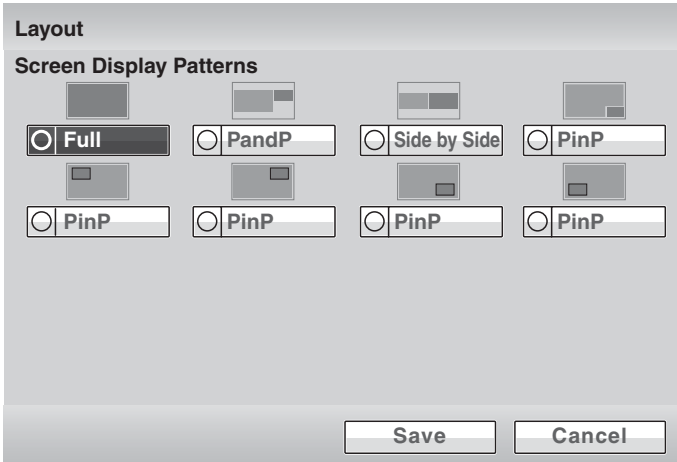 Layout
Screen Display Patterns
Full PandP Side by Side PinP
PinP PinP PinP PinP
Save Cancel